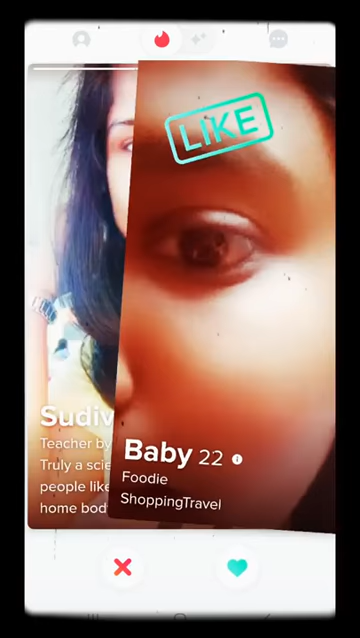 LIKE
Sudiv
Teacher by
Truly a scie
people like
home bod
Baby 22
Foodie
ShoppingTravel